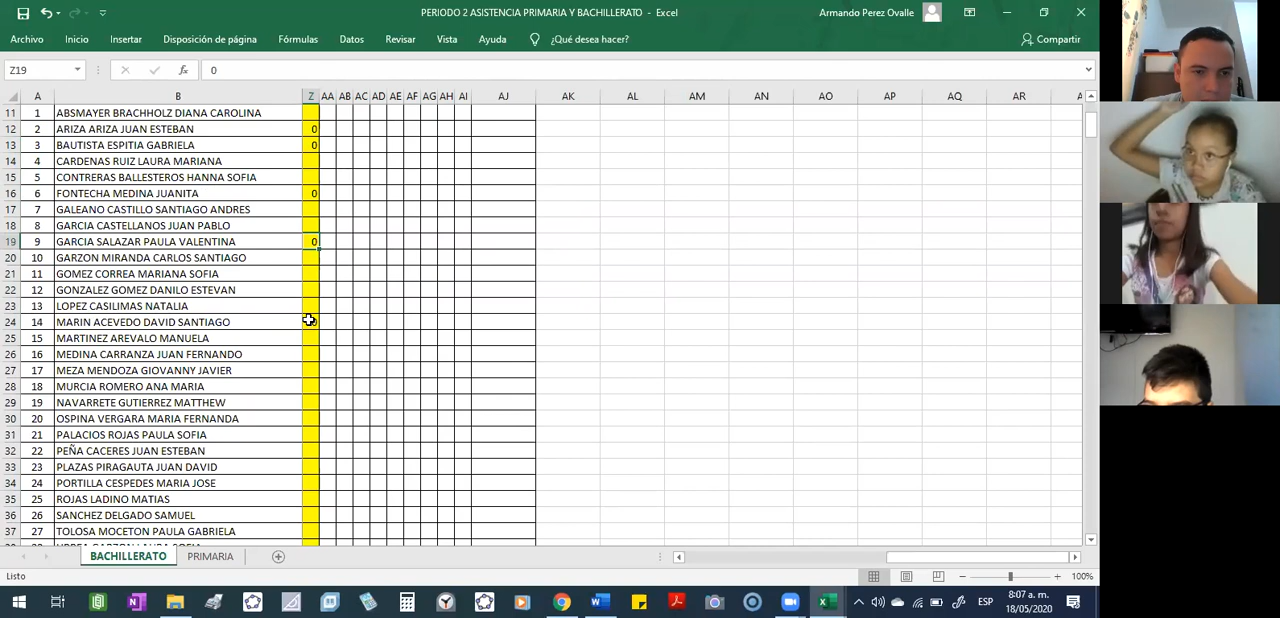 PERIODO 2 ASISTENCIA PRIMARIA Y BACHILLERATO - Excel
Armando Perez Ovalle
Archivo Inicio Insertar Disposición de página Fórmulas Datos Revisar Vista Ayuda ¿Qué desea hacer? Compartir
Z19 fx 0
A B Z AA AB AC AD AE AF AG AH AI AJ AK AL AM AN AO AP AQ AR
11 1 ABSMAYER BRACHHOLZ DIANA CAROLINA
12 2 ARIZA ARIZA JUAN ESTEBAN 0
13 3 BAUTISTA ESPITIA GABRIELA 0
14 4 CARDENAS RUIZ LAURA MARIANA
15 5 CONTRERAS BALLESTEROS HANNA SOFIA
16 6 FONTECHA MEDINA JUANITA 0
17 7 GALEANO CASTILLO SANTIAGO ANDRES
18 8 GARCIA CASTELLANOS JUAN PABLO
19 9 GARCIA SALAZAR PAULA VALENTINA 0
20 10 GARZON MIRANDA CARLOS SANTIAGO
21 11 GOMEZ CORREA MARIANA SOFIA
22 12 GONZALEZ GOMEZ DANILO ESTEVAN
23 13 LOPEZ CASILIMAS NATALIA
24 14 MARIN ACEVEDO DAVID SANTIAGO
25 15 MARTINEZ AREVALO MANUELA
26 16 MEDINA CARRANZA JUAN FERNANDO
27 17 MEZA MENDOZA GIOVANNY JAVIER
28 18 MURCIA ROMERO ANA MARIA
29 19 NAVARRETE GUTIERREZ MATTHEW
30 20 OSPINA VERGARA MARIA FERNANDA
31 21 PALACIOS ROJAS PAULA SOFIA
32 22 PEÑA CACERES JUAN ESTEBAN
33 23 PLAZAS PIRAGAUTA JUAN DAVID
34 24 PORTILLA CESPEDES MARIA JOSE
35 25 ROJAS LADINO MATIAS
36 26 SANCHEZ DELGADO SAMUEL
37 27 TOLOSA MOCETON PAULA GABRIELA
BACHILLERATO PRIMARIA
Listo 100%
ESP 8:07 a. m.
18/05/2020